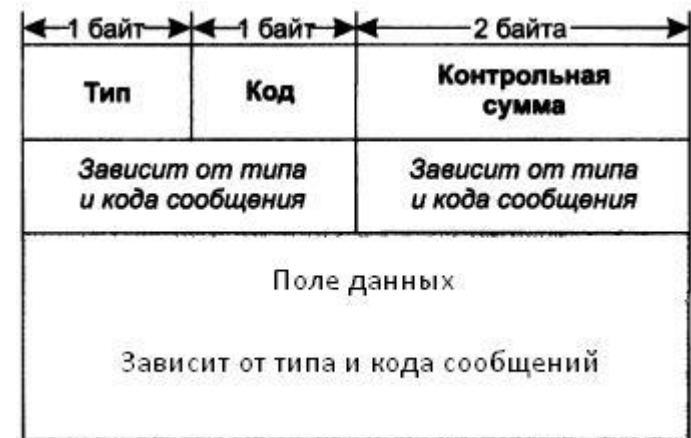 1 байт 1 байт 2 байта
Тип Код Контрольная
сумма
Зависит от типа Зависит от типа
и кода сообщения и кода сообщения
Поле данных
Зависит от типа и кода сообщений